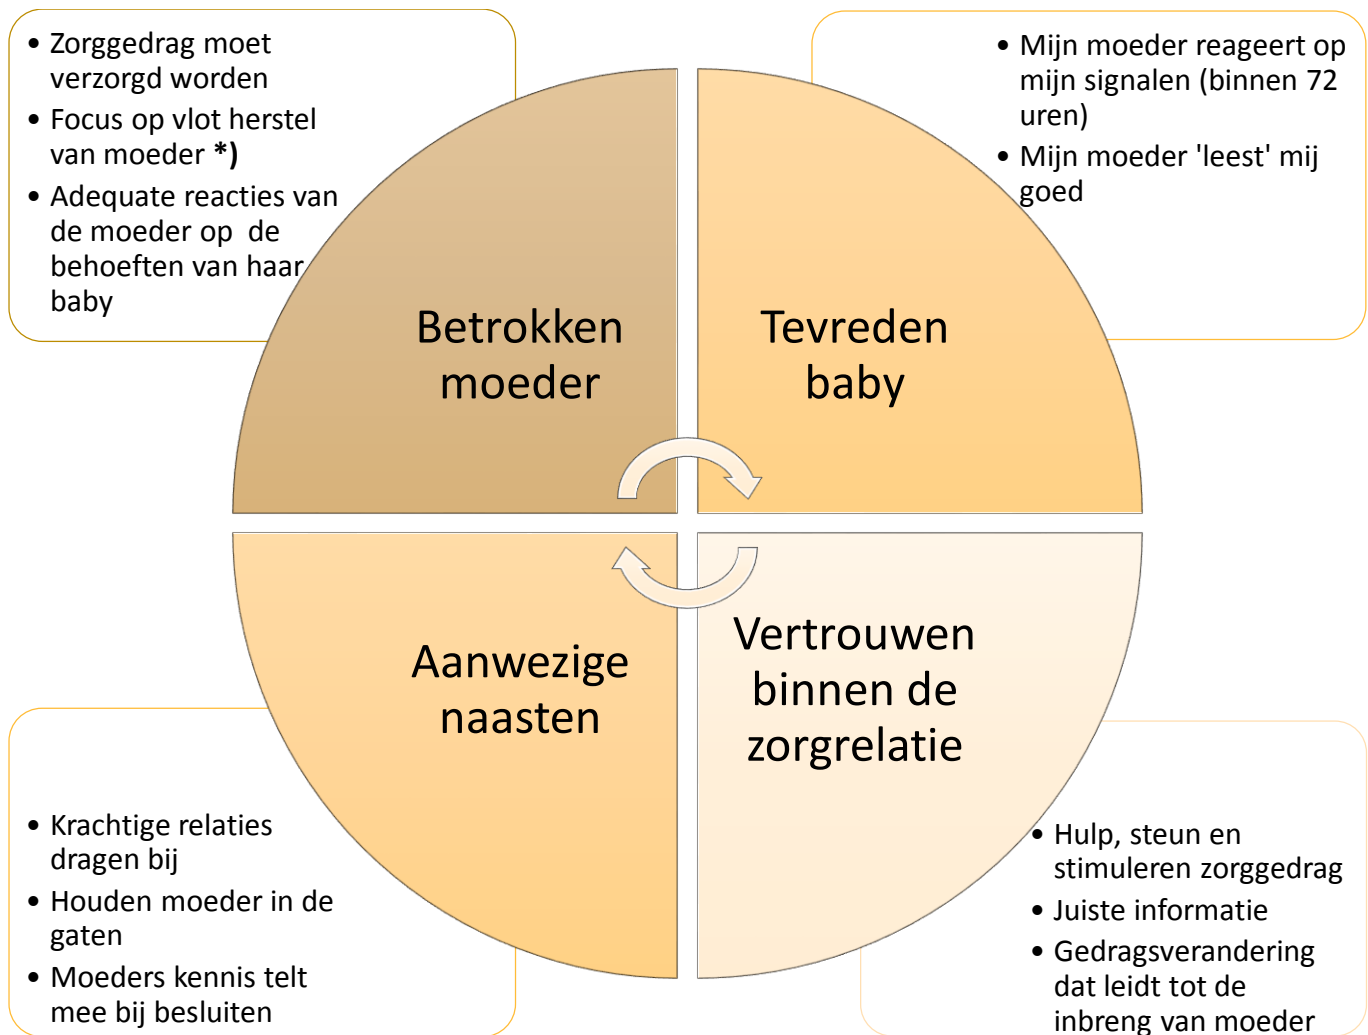 • Zorggedrag moet
verzorgd worden
• Focus op vlot herstel
van moeder *)
• Adequate reacties van
de moeder op de
behoeften van haar
baby
• Mijn moeder reageert op
mijn signalen (binnen 72
uren)
• Mijn moeder 'leest' mij
goed
Betrokken
moeder
Tevreden
baby
Aanwezige
naasten
Vertrouwen
binnen de
zorgrelatie
• Krachtige relaties
dragen bij
• Houden moeder in de
gaten
• Moeders kennis telt
mee bij besluiten
• Hulp, steun en
stimuleren zorggedrag
• Juiste informatie
• Gedragsverandering
dat leidt tot de
inbreng van moeder